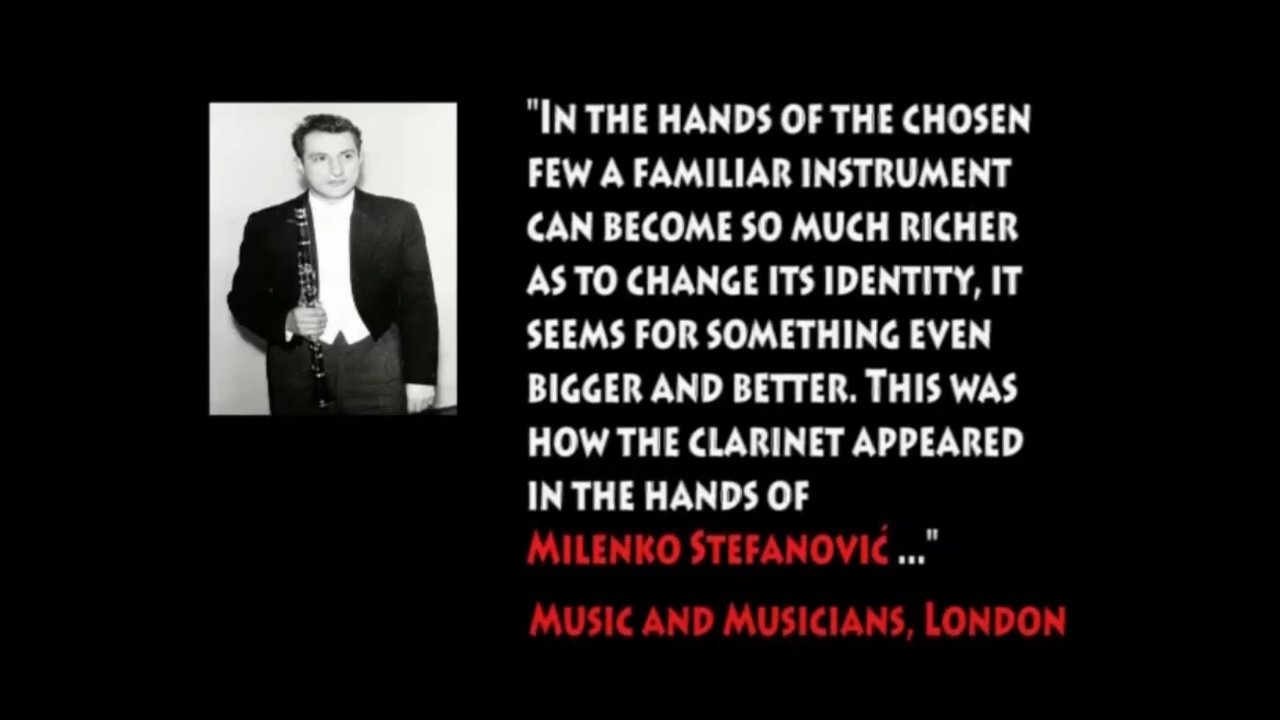 "In the hands of the chosen
few a familiar instrument
can become so much richer
as to change its identity, it
seems for something even
bigger and better. This was
how the clarinet appeared
in the hands of
Milenko Stefanović ..."
Music and Musicians, London